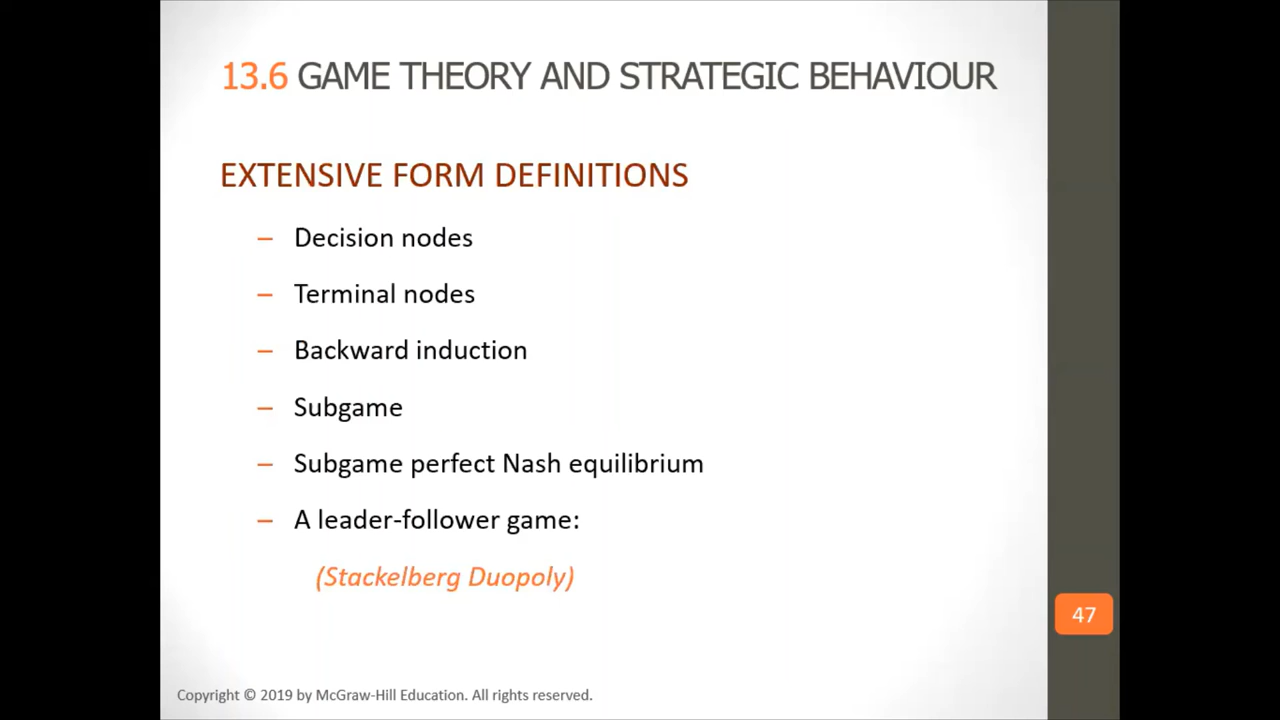 13.6 GAME THEORY AND STRATEGIC BEHAVIOUR
EXTENSIVE FORM DEFINITIONS
– Decision nodes
– Terminal nodes
– Backward induction
– Subgame
– Subgame perfect Nash equilibrium
– A leader-follower game:
(Stackelberg Duopoly)
47
Copyright © 2019 by McGraw-Hill Education. All rights reserved.